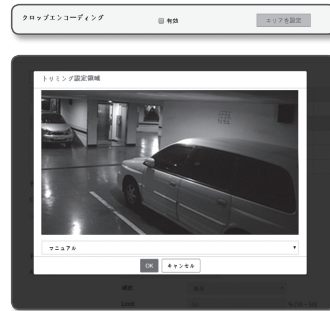 クロップエンコーディング
有効
エリアを設定
トリミング設定領域
マニュアル
OK
キャンセル